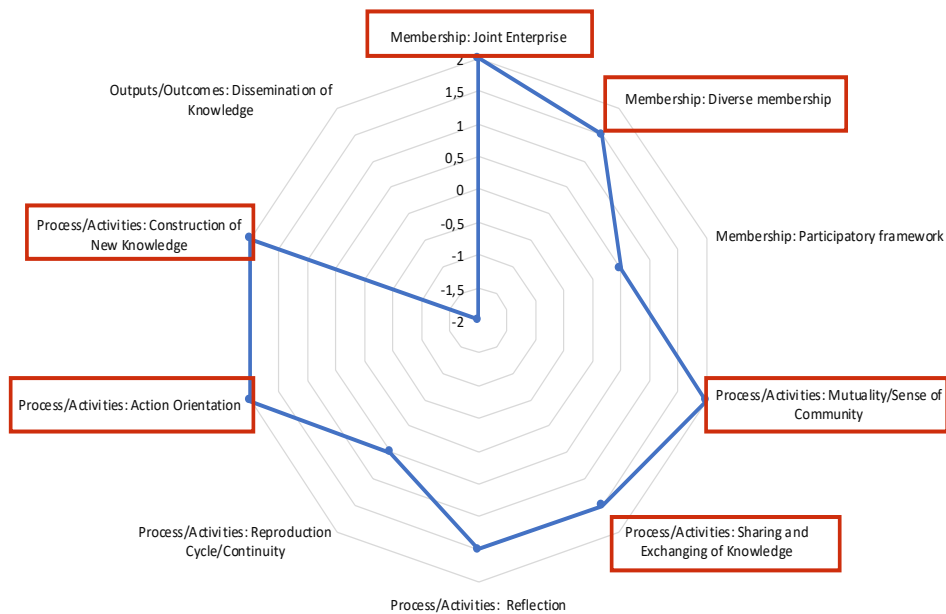 Membership: Joint Enterprise
2
1,5
1
0,5
0
-0,5
-1
-1,5
-2
Membership: Diverse membership
Membership: Participatory framework
Process/Activities: Mutuality/Sense of
Community
Process/Activities: Sharing and
Exchanging of Knowledge
Process/Activities: Reflection
Process/Activities: Reproduction
Cycle/Continuity
Process/Activities: Action Orientation
Process/Activities: Construction of
New Knowledge
Outputs/Outcomes: Dissemination of
Knowledge